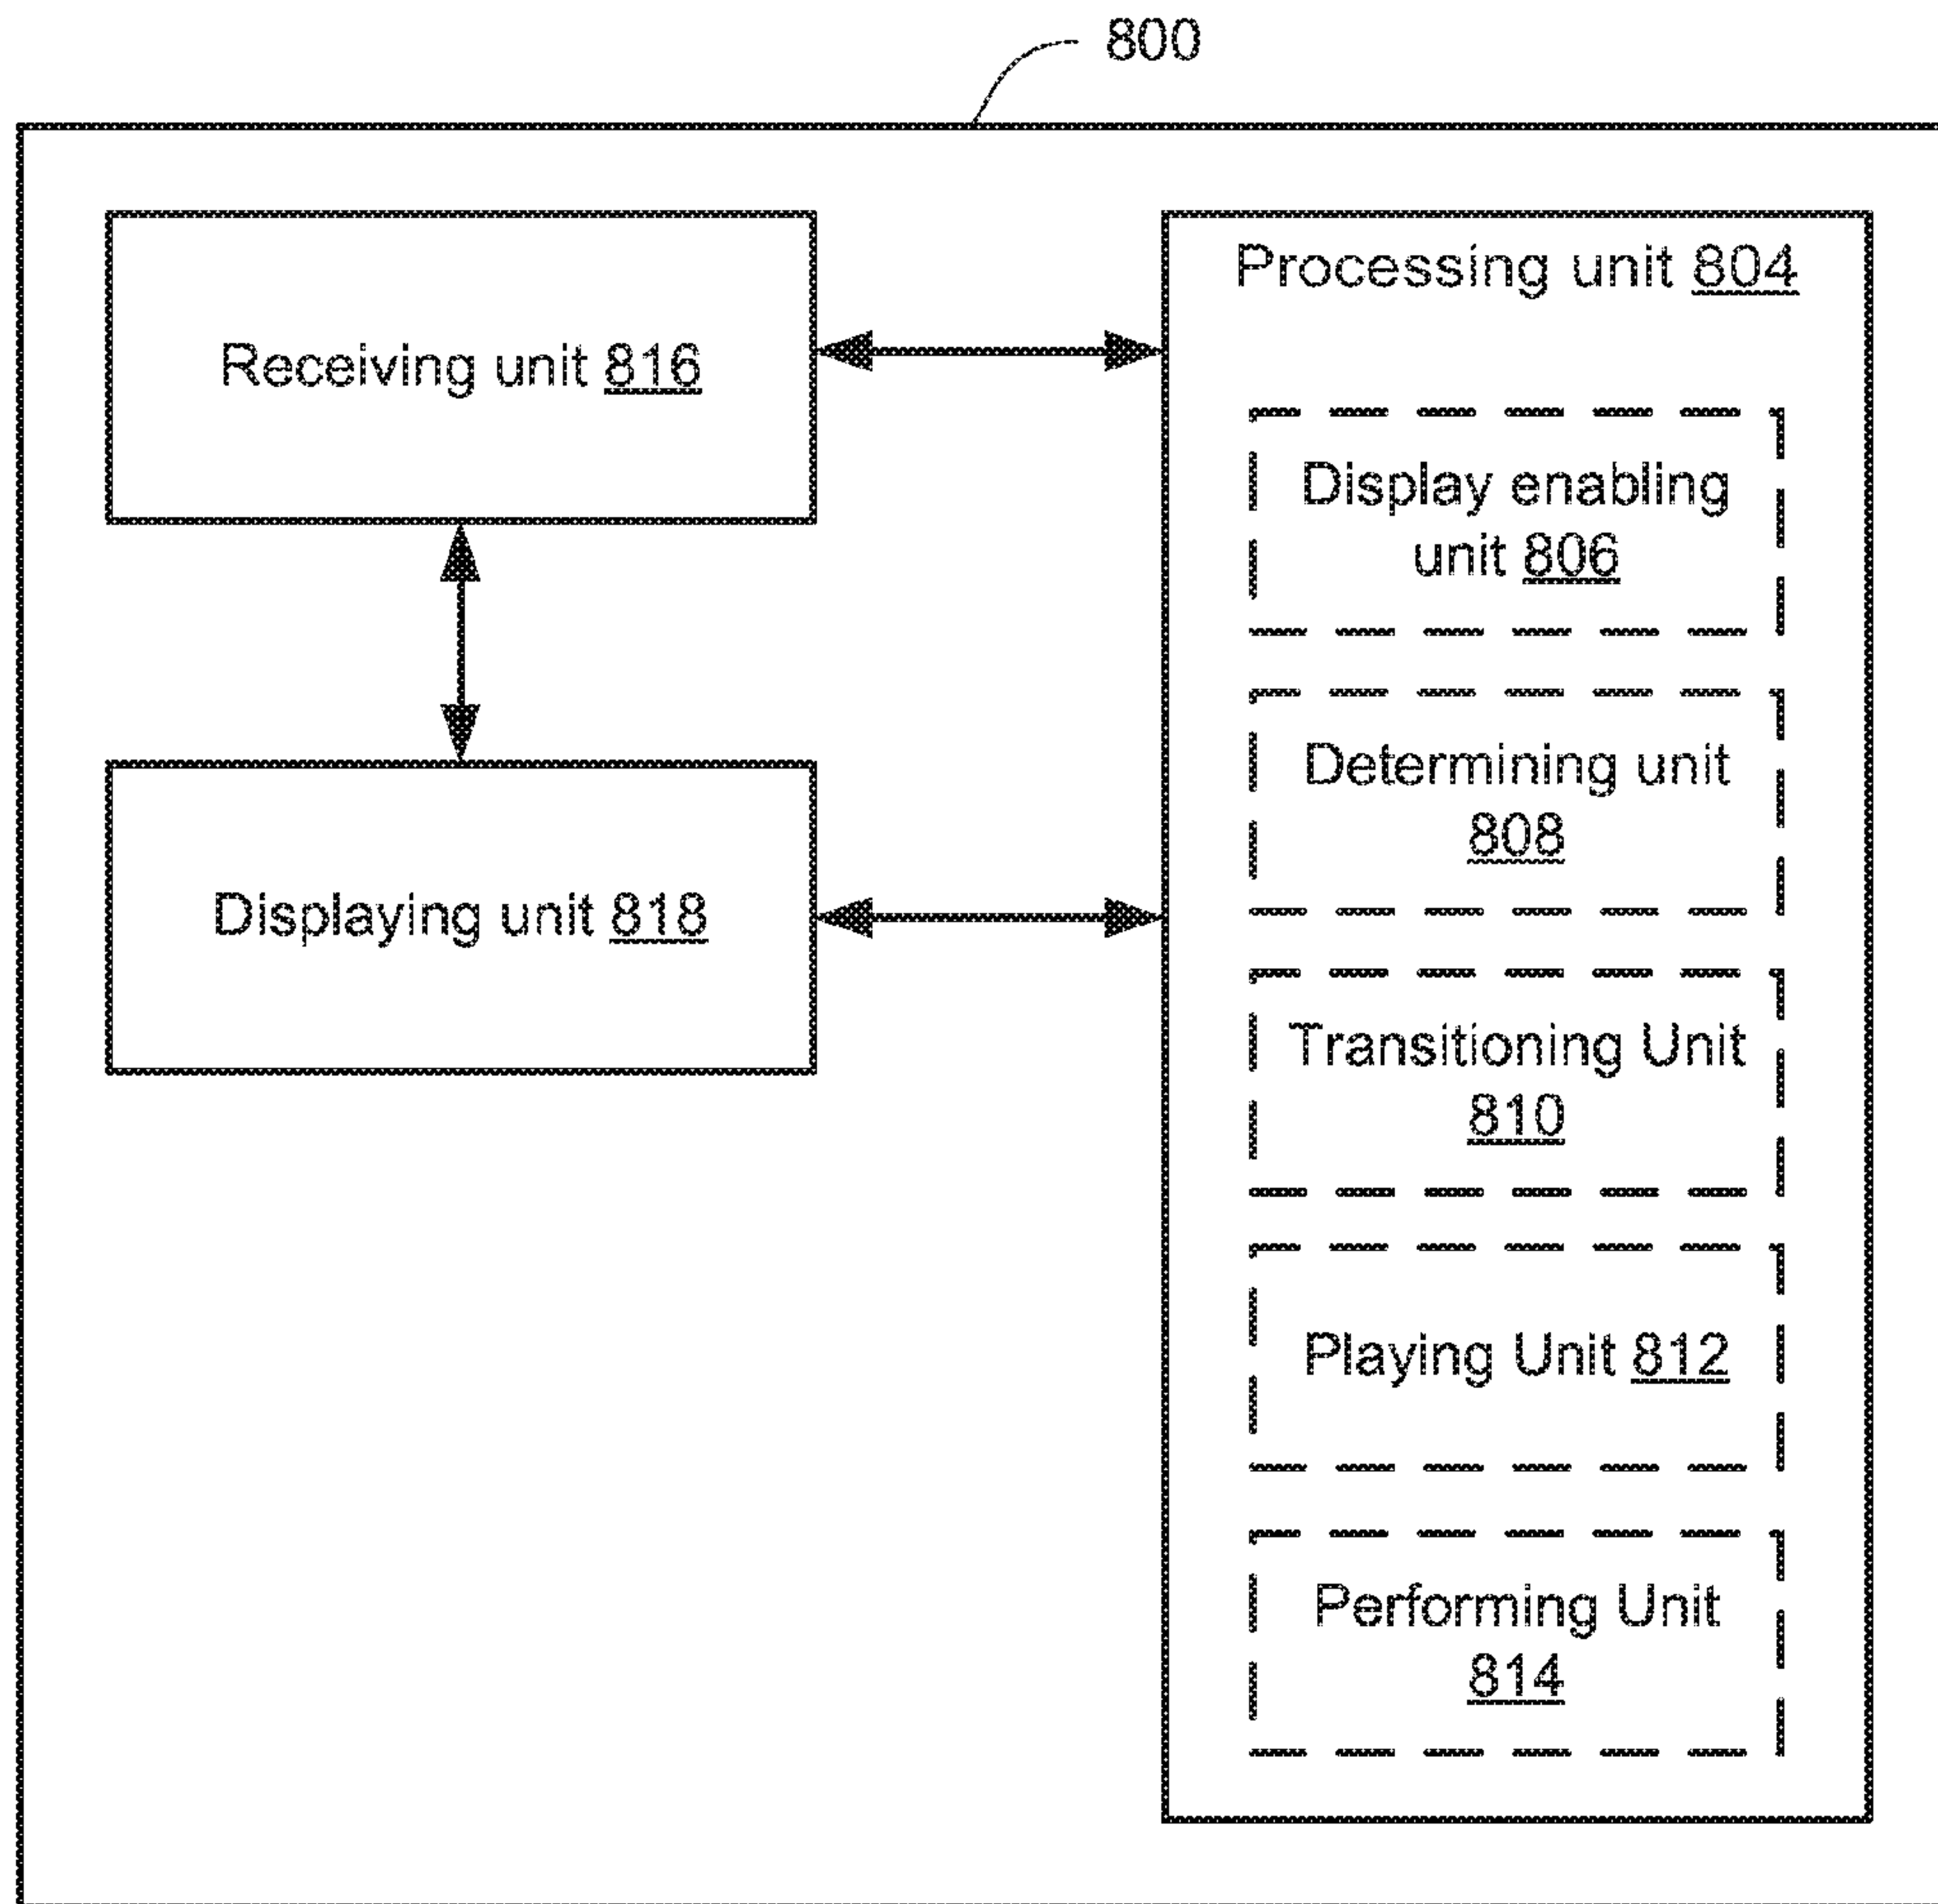 800
Receiving unit 816
Displaying unit 818
Processing unit 804
Display enabling
unit 806
Determining unit
808
Transitioning Unit
810
Playing Unit 812
Performing Unit
814